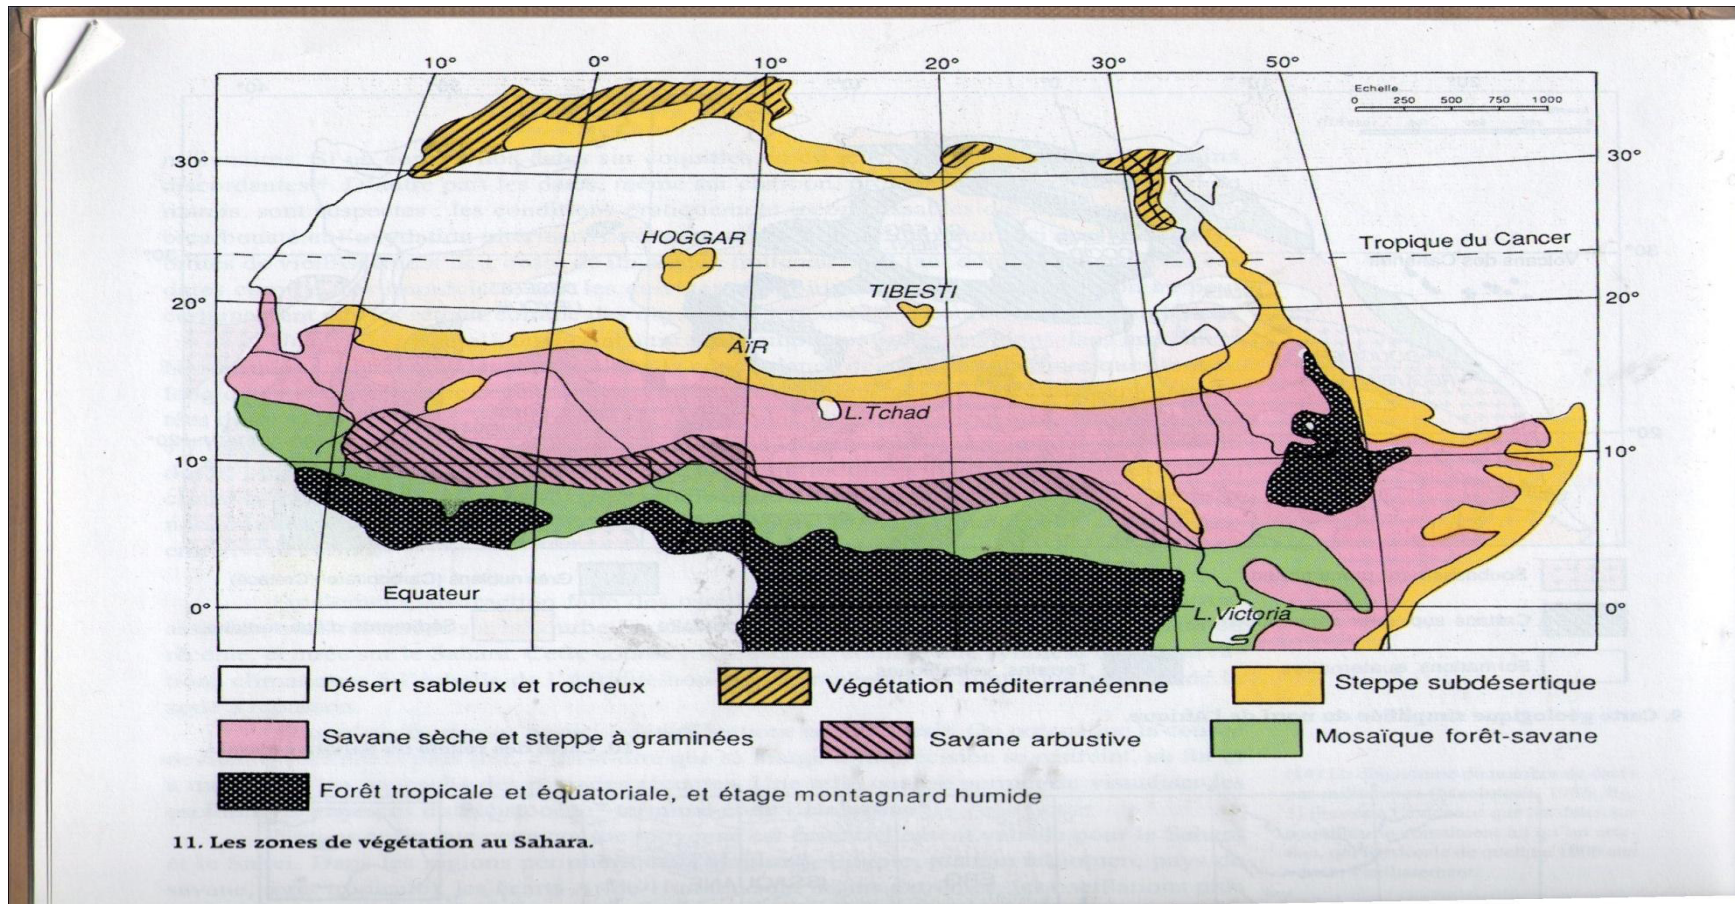 10° 0° 10° 20° 30° 50°
Echelle
0 250 500 750 1000
30° 30°
HOGGAR
Tropique du Cancer
TIBESTI
20° 20°
AïR
L.Tchad
10° 10°
Equateur
0° L.Victoria 0°
Désert sableux et rocheux
Végétation méditerranéenne
Steppe subdésertique
Savane sèche et steppe à graminées
Savane arbustive
Mosaïque forêt-savane
Forêt tropicale et équatoriale, et étage montagnard humide
11. Les zones de végétation au Sahara.